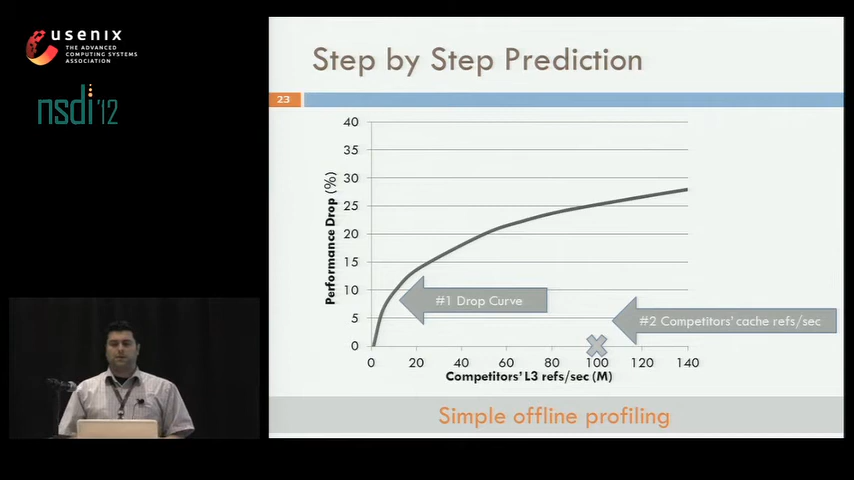 usenix
THE ADVANCED
COMPUTING SYSTEMS
ASSOCIATION
nsdi '12
Step by Step Prediction
23
40
35
30
25
20
15
10
5
0
Performance Drop (%)
#1 Drop Curve
#2 Competitors' cache refs/sec
0 20 40 60 80 100 120 140
Competitors' L3 refs/sec (M)
Simple offline profiling